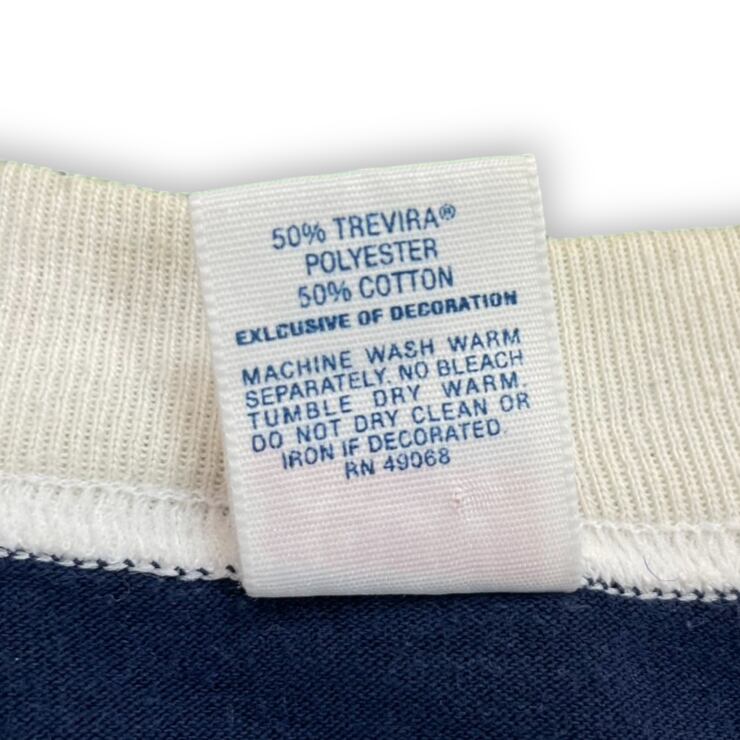 50% TREVIRA®
POLYESTER
50% COTTON
EXLCUSIVE OF DECORATION
MACHINE WASH WARM
SEPARATELY. NO BLEACH
TUMBLE DRY WARM.
DO NOT DRY CLEAN OR
IRON IF DECORATED.
RN 49068